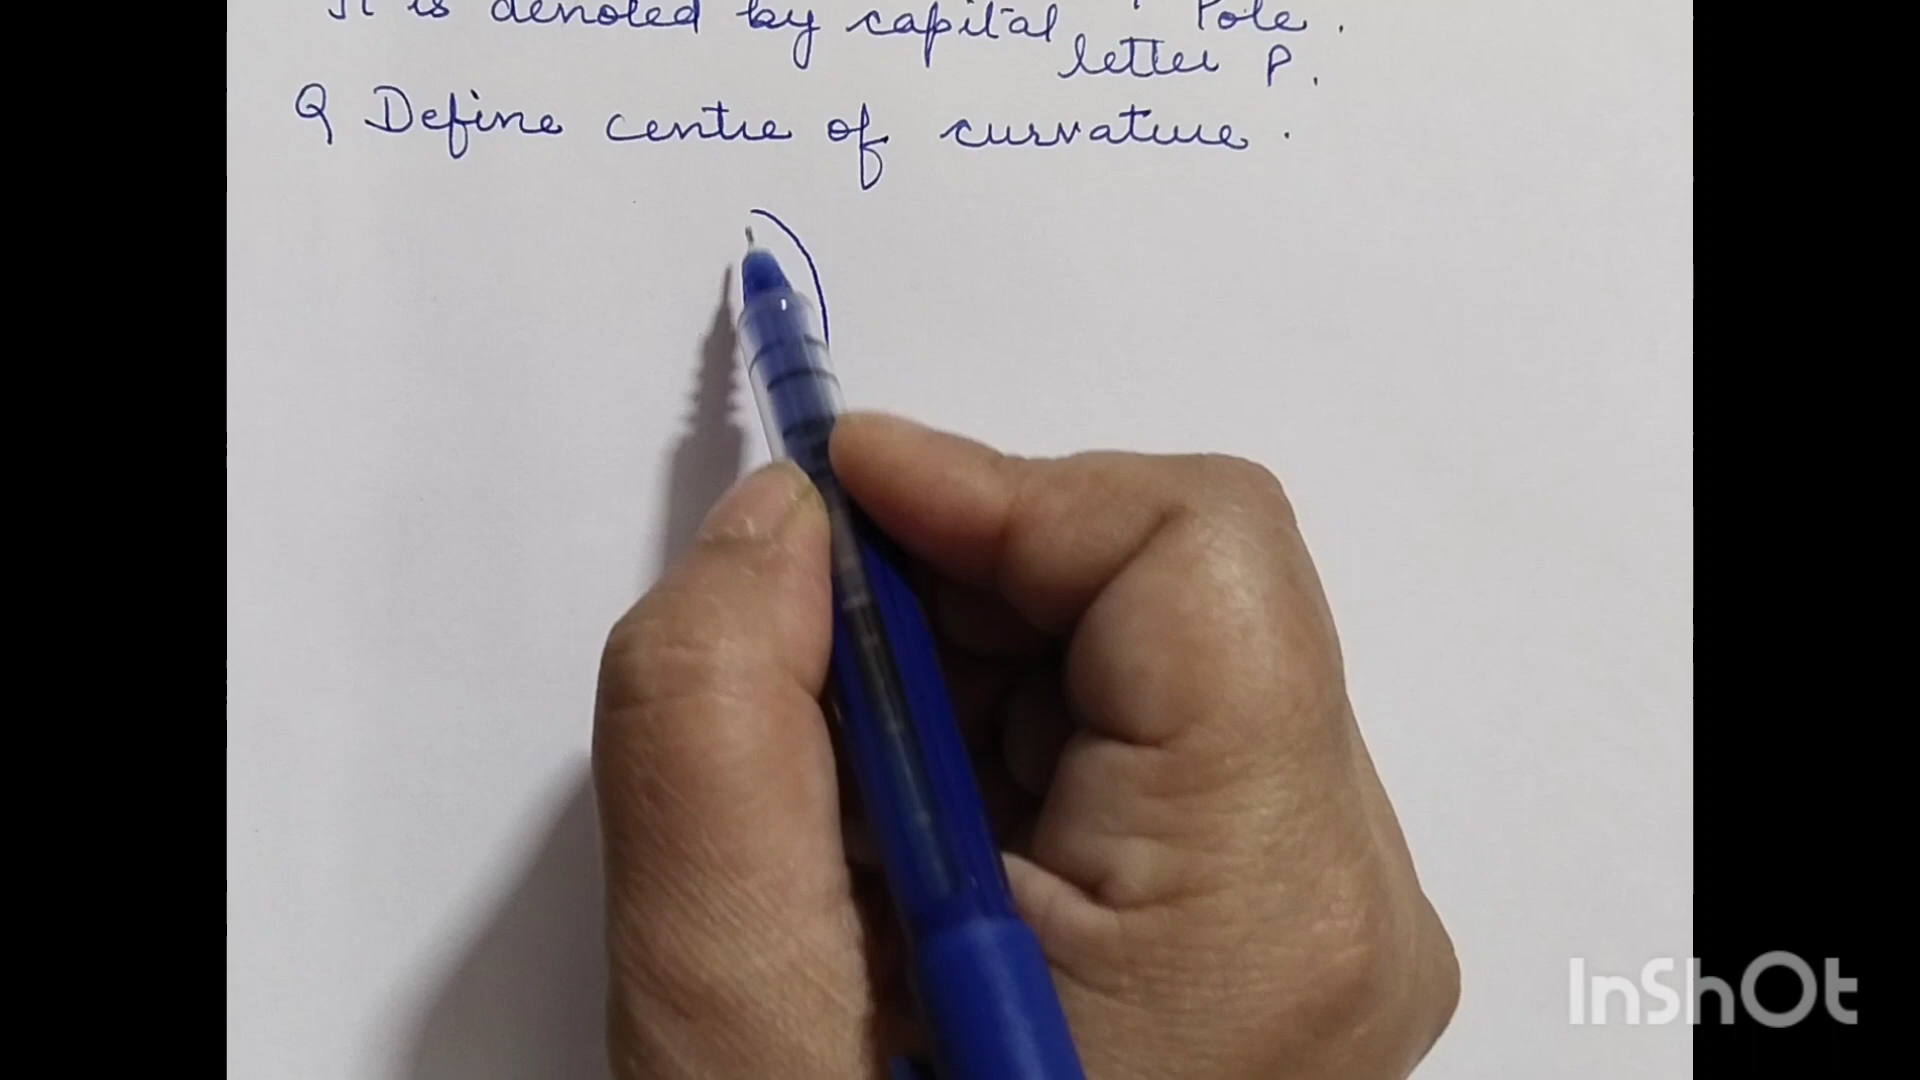 It is denoted by capital Pole.
letter P.
Q Define centre of curvature.
InShOt